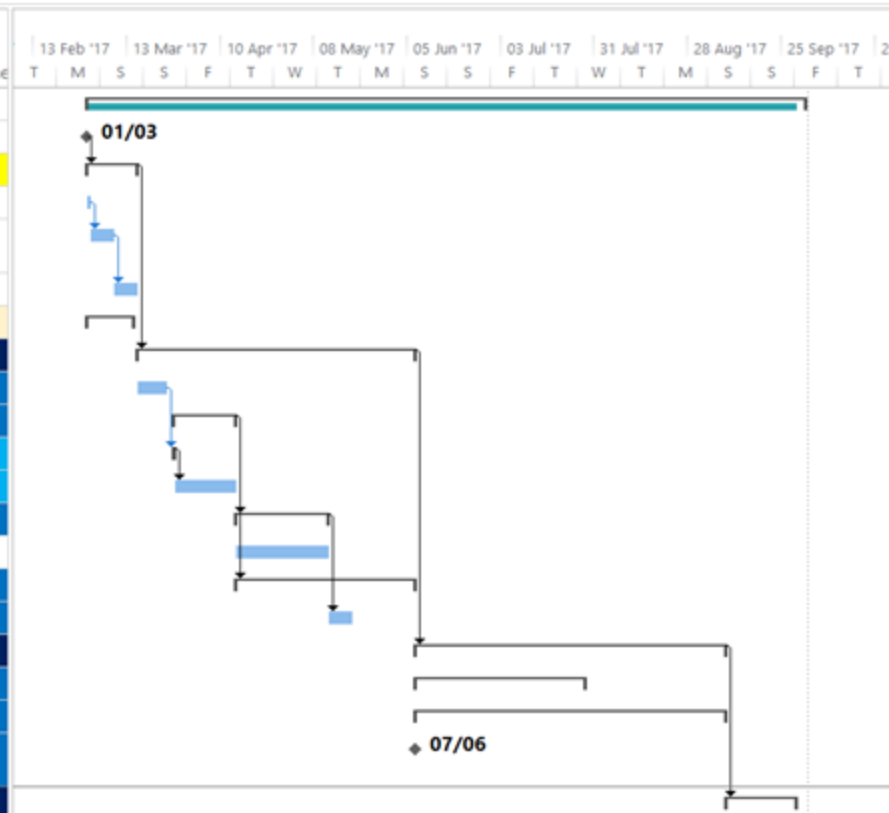 13 Feb '17 13 Mar '17 10 Apr '17 08 May '17 05 Jun '17 03 Jul '17 31 Jul '17 28 Aug '17 25 Sep '17 2
e T M S S F T W T M S S F T W T M S S F T
01/03
07/06